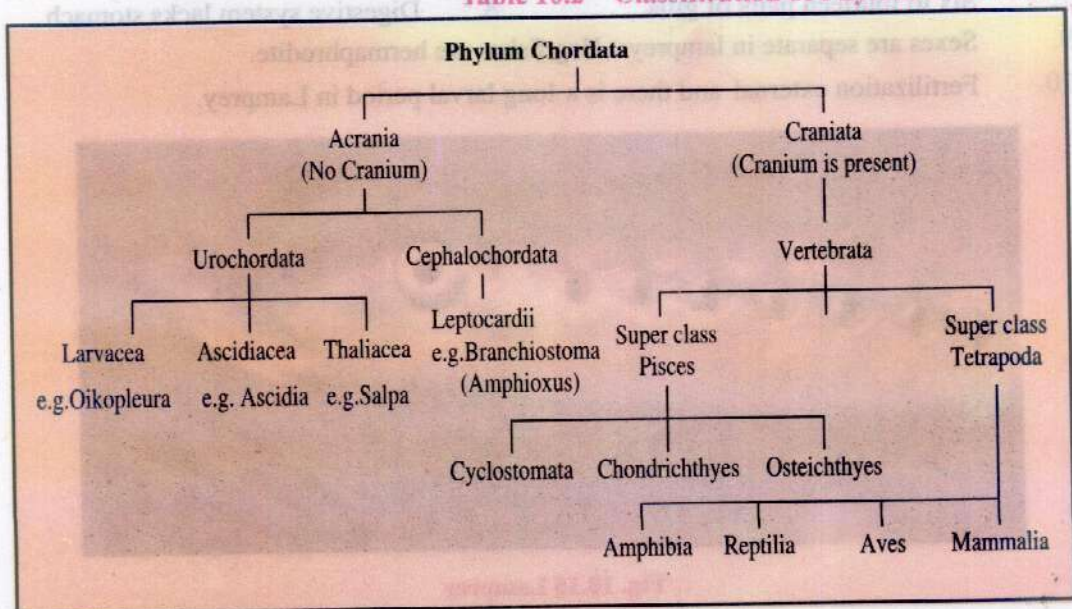 Phylum Chordata
Acrania
(No Cranium)
Craniata
(Cranium is present)
Urochordata
Cephalochordata
Vertebrata
Larvacea
e.g.Oikopleura
Ascidiacea
e.g. Ascidia
Thaliacea
e.g.Salpa
Leptocardii
e.g.Branchiostoma
(Amphioxus)
Super class
Pisces
Super class
Tetrapoda
Cyclostomata
Chondrichthyes
Osteichthyes
Amphibia
Reptilia
Aves
Mammalia